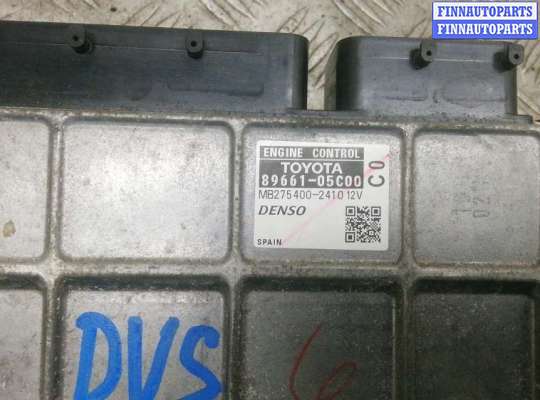 FINNAUTOPARTS
FINNAUTOPARTS
ENGINE CONTROL
TOYOTA
89661-05C00
C0
MB275400-2410 12V
DENSO
SPAIN
DVS